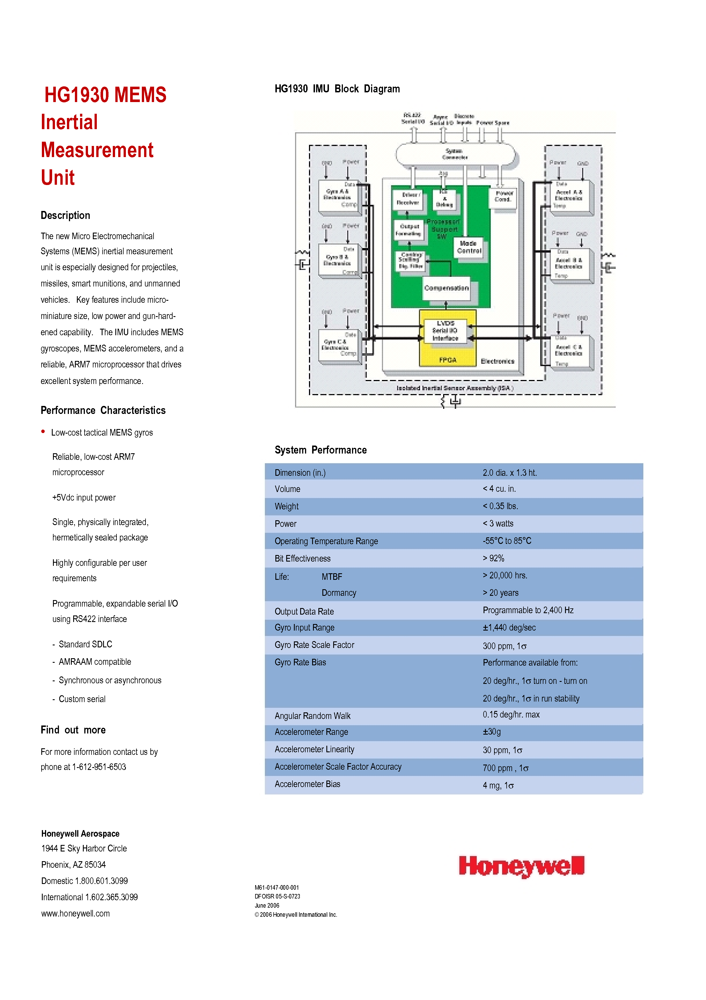 HG1930 MEMS
Inertial
Measurement
Unit
Description
The new Micro Electromechanical
Systems (MEMS) inertial measurement
unit is especially designed for projectiles,
missiles, smart munitions, and unmanned
vehicles. Key features include micro-
miniature size, low power and gun-hard-
ened capability. The IMU includes MEMS
gyroscopes, MEMS accelerometers, and a
reliable, ARM7 microprocessor that drives
excellent system performance.
Performance Characteristics
• Low-cost tactical MEMS gyros
Reliable, low-cost ARM7
microprocessor
+5Vdc input power
Single, physically integrated,
hermetically sealed package
Highly configurable per user
requirements
Programmable, expandable serial I/O
using RS422 interface
- Standard SDLC
- AMRAAM compatible
- Synchronous or asynchronous
- Custom serial
Find out more
For more information contact us by
phone at 1-612-951-6503
HG1930 IMU Block Diagram
RS-422
Serial I/O
Async
Serial I/O
Discrete
Inputs
Power
Spare
System
Connector
GND
Power
Data
Gyro A &
Electronics
Comp
GND
Power
Data
Gyro B &
Electronics
Comp
GND
Power
Data
Gyro C &
Electronics
Comp
Jtag
Driver /
Receiver
&
Debug
Power
Cond.
Output
Formating
Processor/
Support
SW
Mode
Control
Coning/
Sculling/
Dig. Filter
Compensation
LVDS
Serial I/O
Interface
FPGA
Electronics
Power
GND
Data
Accel A &
Electronics
Temp
Power
GND
Data
Accel B &
Electronics
Temp
Power
GND
Data
Accel C &
Electronics
Temp
Isolated Inertial Sensor Assembly (ISA)
System Performance
Dimension (in.) 2.0 dia. x 1.3 ht.
Volume < 4 cu. in.
Weight < 0.35 lbs.
Power < 3 watts
Operating Temperature Range -55°C to 85°C
Bit Effectiveness > 92%
Life: MTBF > 20,000 hrs.
Dormancy > 20 years
Output Data Rate Programmable to 2,400 Hz
Gyro Input Range ±1,440 deg/sec
Gyro Rate Scale Factor 300 ppm, 1σ
Gyro Rate Bias Performance available from:
20 deg/hr., 1σ turn on - turn on
20 deg/hr., 1σ in run stability
Angular Random Walk 0.15 deg/hr. max
Accelerometer Range ±30g
Accelerometer Linearity 30 ppm, 1σ
Accelerometer Scale Factor Accuracy 700 ppm , 1σ
Accelerometer Bias 4 mg, 1σ
Honeywell Aerospace
1944 E Sky Harbor Circle
Phoenix, AZ 85034
Domestic 1.800.601.3099
International 1.602.365.3099
www.honeywell.com
M61-0147-000-001
DFOISR 05-S-0723
June 2006
© 2006 Honeywell International Inc.
Honeywell